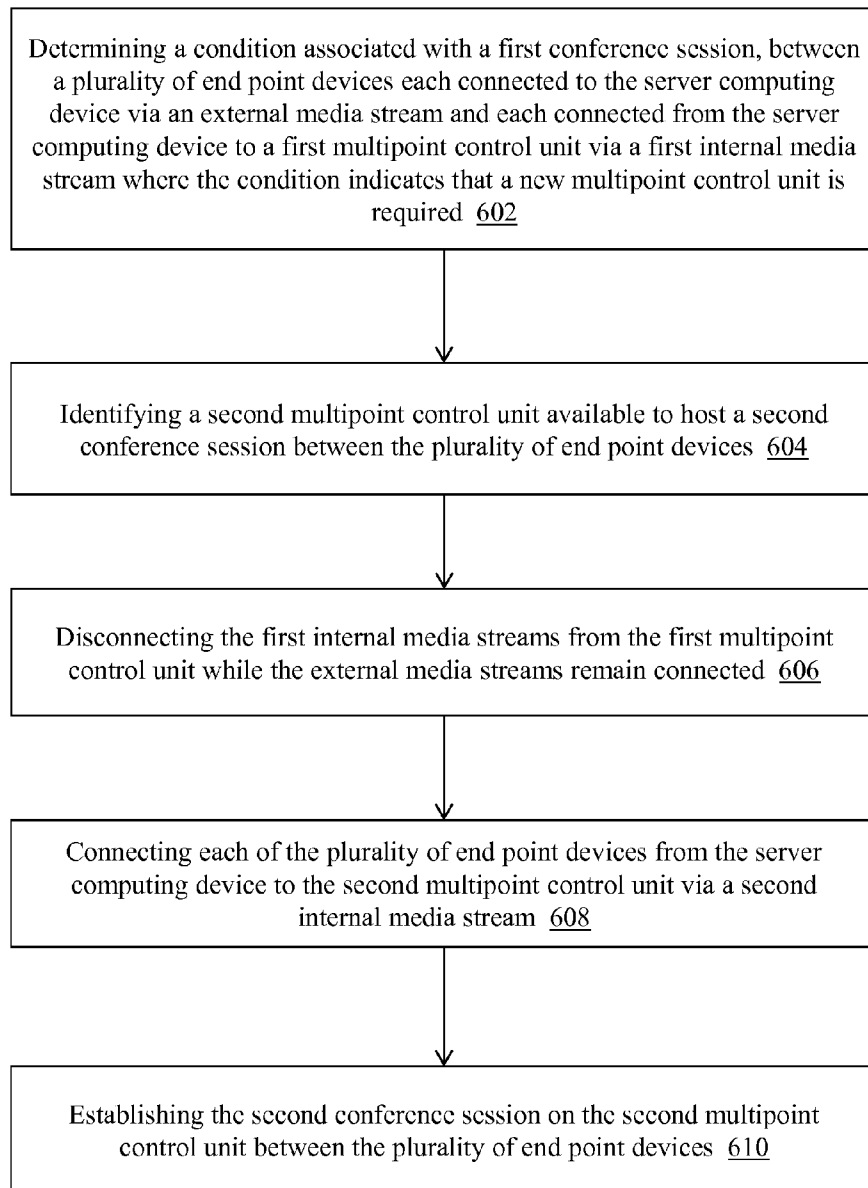 Determining a condition associated with a first conference session, between
a plurality of end point devices each connected to the server computing
device via an external media stream and each connected from the server
computing device to a first multipoint control unit via a first internal media
stream where the condition indicates that a new multipoint control unit is
required 602
Identifying a second multipoint control unit available to host a second
conference session between the plurality of end point devices 604
Disconnecting the first internal media streams from the first multipoint
control unit while the external media streams remain connected 606
Connecting each of the plurality of end point devices from the server
computing device to the second multipoint control unit via a second
internal media stream 608
Establishing the second conference session on the second multipoint
control unit between the plurality of end point devices 610